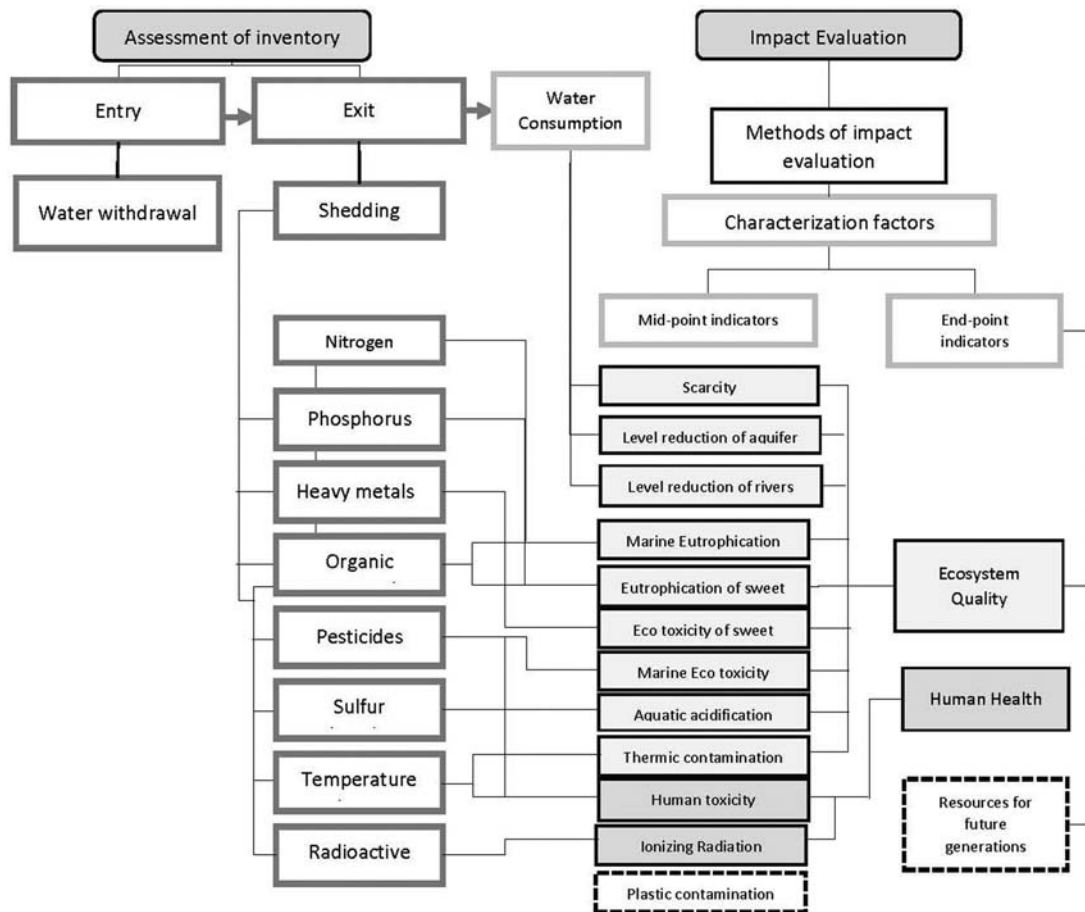 Assessment of inventory
Impact Evaluation
Entry
Exit
Water
Consumption
Methods of impact
evaluation
Water withdrawal
Shedding
Characterization factors
Mid-point indicators
End-point
indicators
Nitrogen
Phosphorus
Heavy metals
Organic
Pesticides
Sulfur
Temperature
Radioactive
Scarcity
Level reduction of aquifer
Level reduction of rivers
Marine Eutrophication
Eutrophication of sweet
Eco toxicity of sweet
Marine Eco toxicity
Aquatic acidification
Thermic contamination
Human toxicity
Ionizing Radiation
Plastic contamination
Ecosystem
Quality
Human Health
Resources for
future
generations